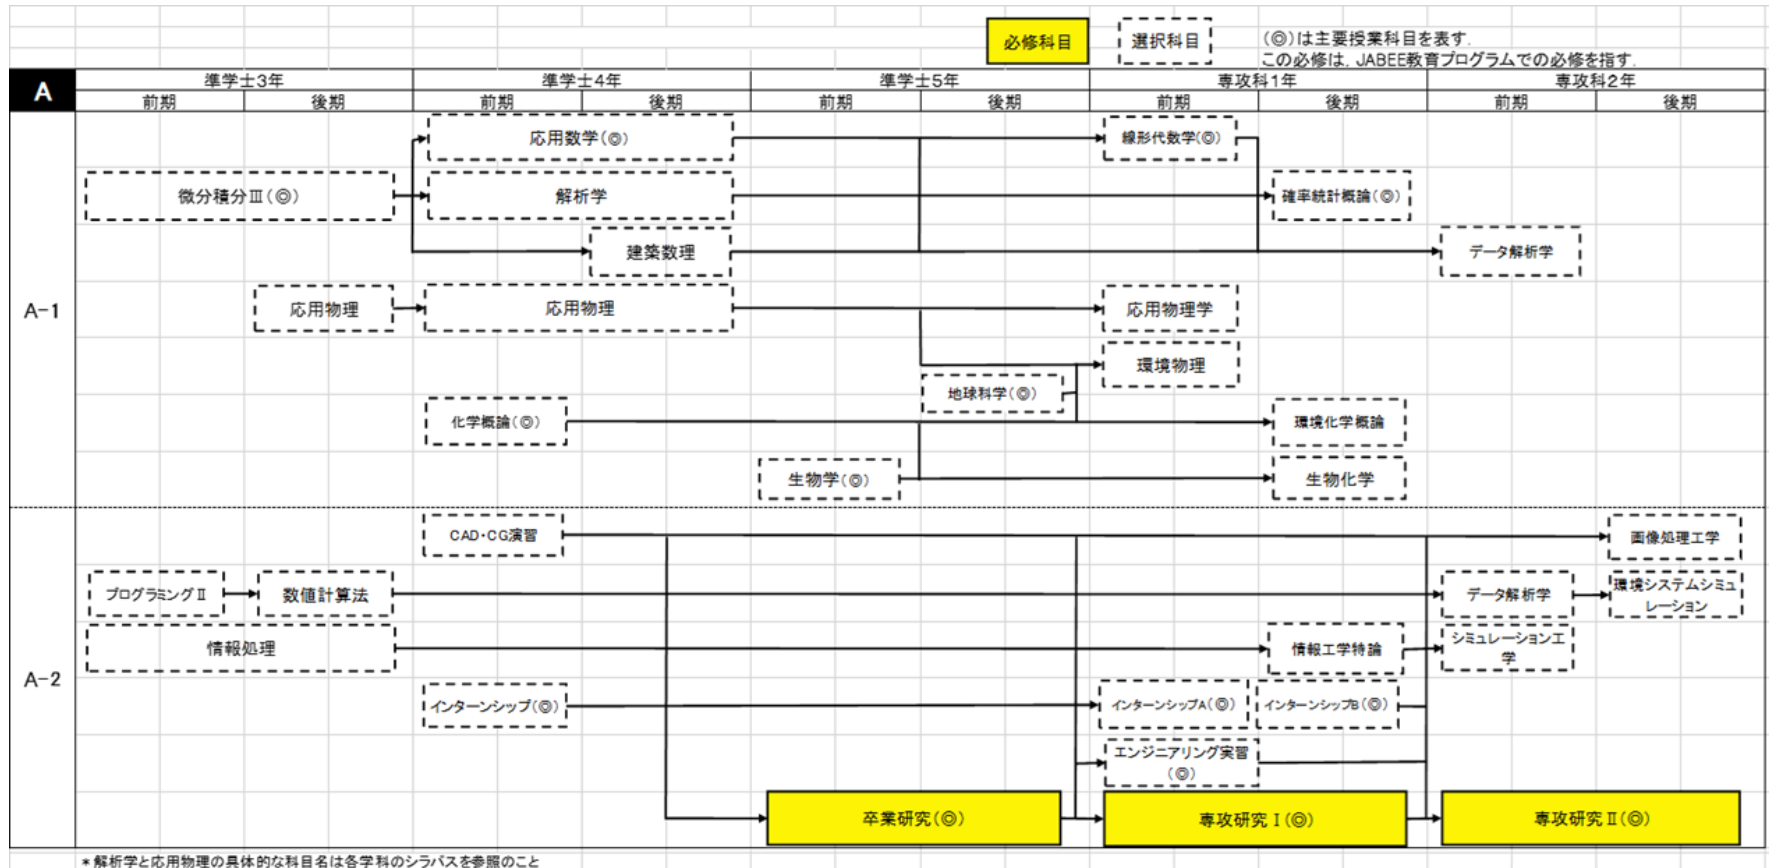 必修科目
選択科目
(◎)は主要授業科目を表す.
この必修は, JABEE教育プログラムでの必修を指す.
A
準学士3年
準学士4年
準学士5年
専攻科1年
専攻科2年
前期
後期
前期
後期
前期
後期
前期
後期
前期
後期
A-1
応用数学(◎)
線形代数学(◎)
微分積分Ⅲ(◎)
解析学
確率統計概論(◎)
建築数理
データ解析学
応用物理
応用物理
応用物理学
環境物理
地球科学(◎)
化学概論(◎)
環境化学概論
生物学(◎)
生物化学
A-2
CAD・CG演習
画像処理工学
プログラミングⅡ
数値計算法
データ解析学
環境システムシミュ
レーション
情報処理
情報工学特論
シミュレーション工
学
インターンシップ(◎)
インターンシップA(◎)
インターンシップB(◎)
エンジニアリング実習
(◎)
卒業研究(◎)
専攻研究Ⅰ(◎)
専攻研究Ⅱ(◎)
*解析学と応用物理の具体的な科目名は各学科のシラバスを参照のこと